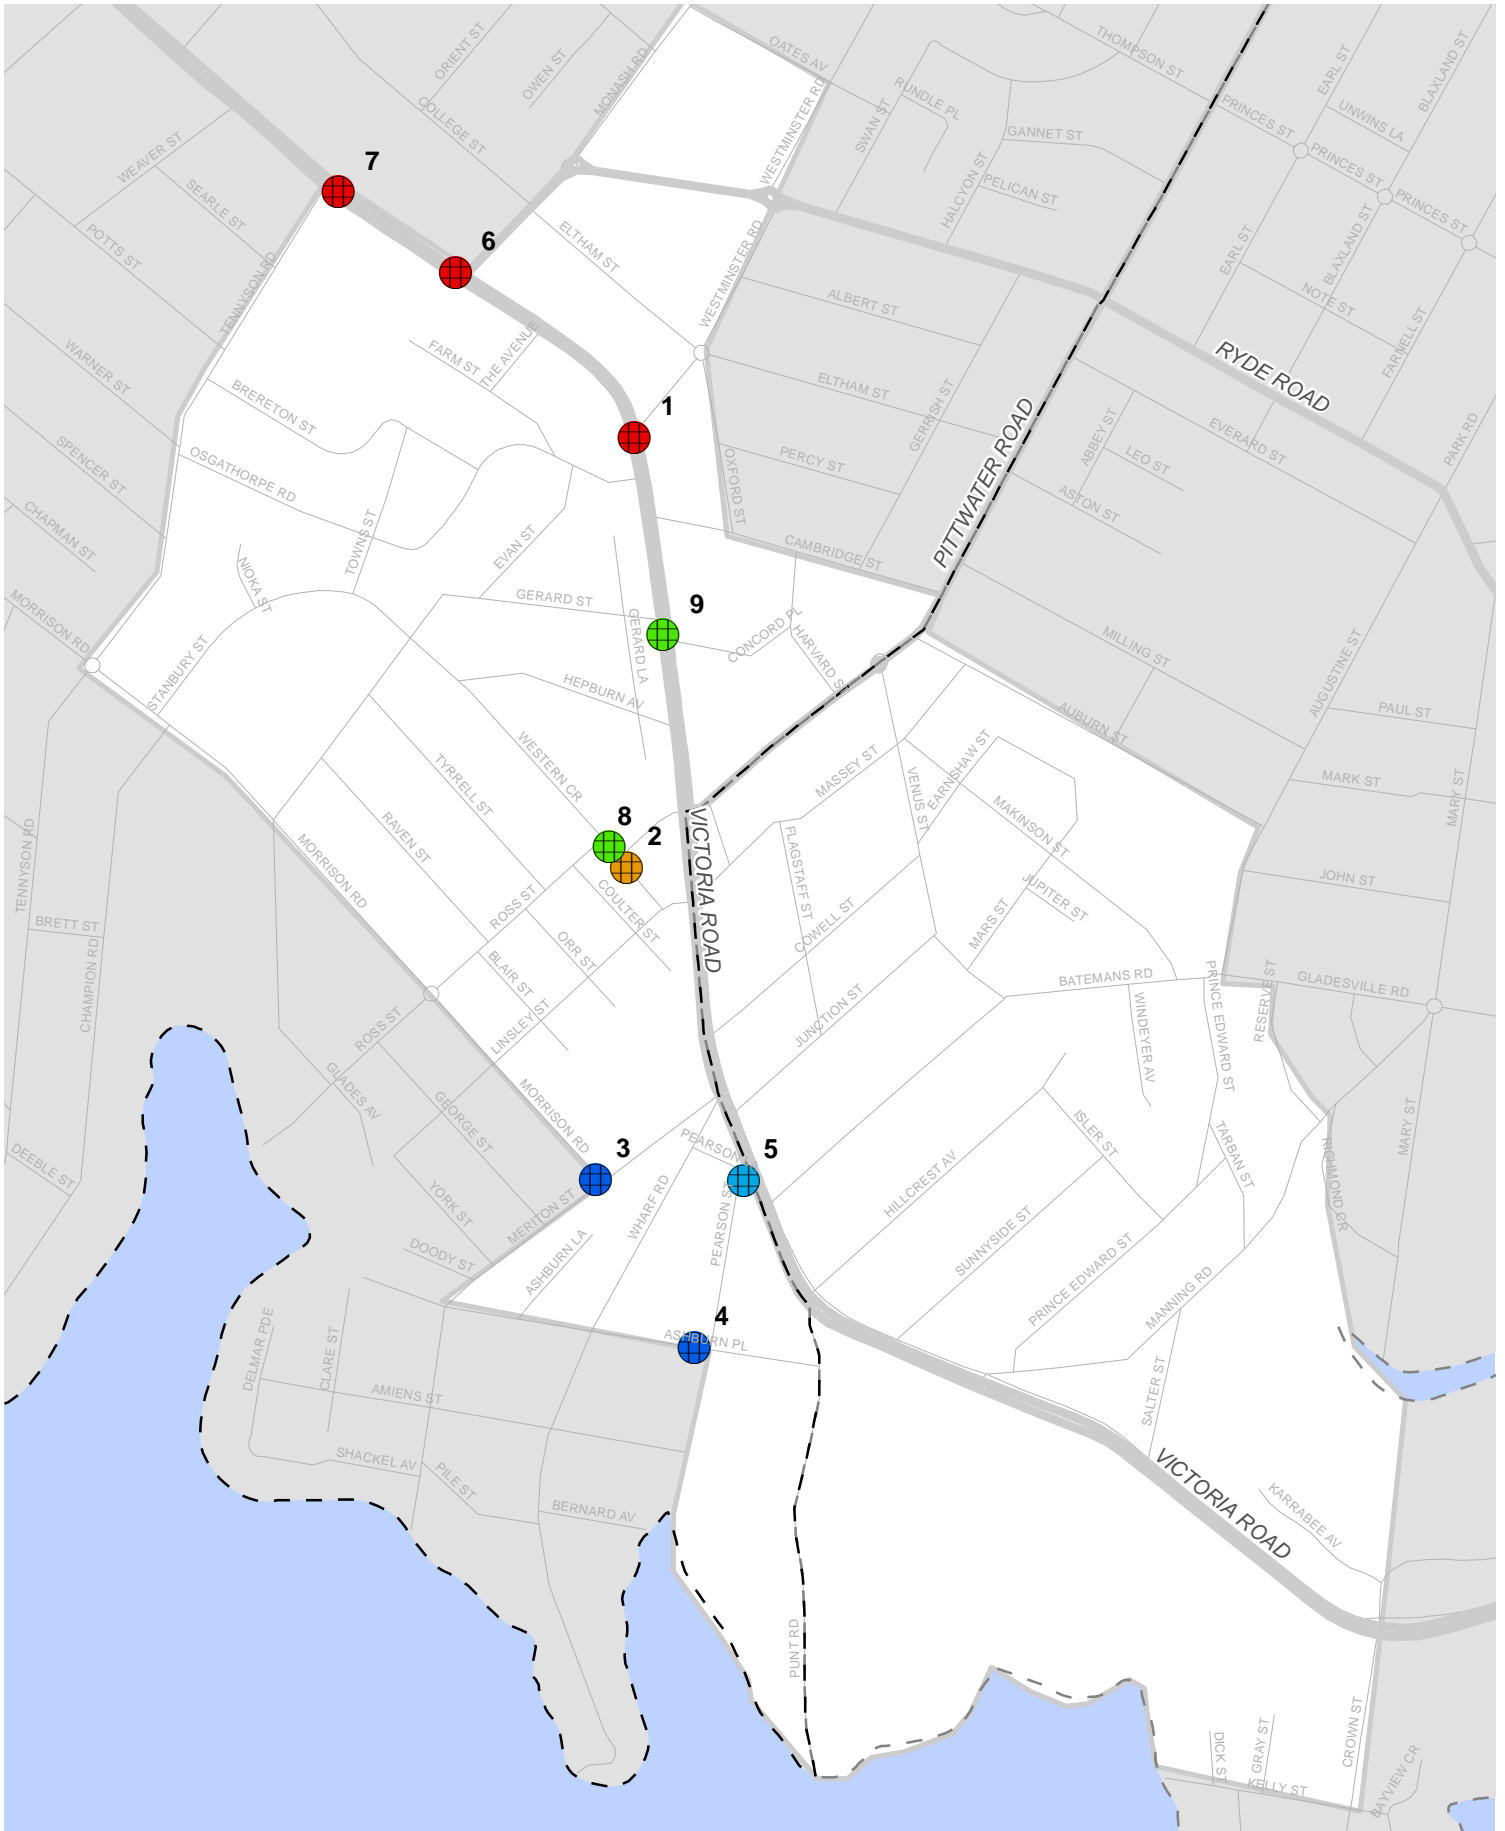 ORIENT ST
OWEN ST
MONASH RD
OATES AV
THOMPSON ST
EARL ST
BLAXLAND ST
COLLEGE ST
WESTMINSTER RD
SWAN ST
RUNDLE PL
PRINCES ST
UNWINS LA
WEAVER ST
7
GANNET ST
PRINCES ST
SEARLE ST
HALCYON ST
PELICAN ST
PRINCES ST
POTTS ST
6
ELTHAM ST
WESTMINSTER RD
EARL ST
BLAXLAND ST
TENNYSON RD
ALBERT ST
NOTE ST
FARNELL ST
WARNER ST
FARM ST
THE AVENUE
RYDE ROAD
BRERETON ST
1
ELTHAM ST
GERRISH ST
PITTWATER ROAD
ABBEY ST
EVERARD ST
PARK RD
SPENCER ST
OSGATHORPE RD
OXFORD ST
PERCY ST
LEO ST
ASTON ST
CHAPMAN ST
TOWNS ST
EVAN ST
CAMBRIDGE ST
NIOKA ST
GERARD ST
9
MORRISON RD
GERARD LA
CONCORD PL
HARVARD S
MILLING ST
AUGUSTINE ST
STANBURY ST
HEPBURN AV
AUBURN ST
PAUL ST
WESTERN CR
TYRRELL ST
MASSEY ST
VENUS ST
EARNSHAW ST
MARK ST
MARY ST
8
2
RAVEN ST
VICTORIA ROAD
FLAGSTAFF ST
MAKINSON ST
TENNYSON RD
MORRISON RD
JUPITER ST
JOHN ST
ROSS ST
COULTER ST
COWELL ST
MARS ST
BRETT ST
CHAMPION RD
BLAIR ST
ORR ST
BATEMANS RD
GLADESVILLE RD
LINSLEY ST
JUNCTION ST
WINDEYER AV
PRINCE EDWARD ST
RESERVE ST
ROSS ST
GLADES AV
GEORGE ST
MORRISON RD
ISLER ST
TARBAN ST
MARY ST
DEEBLE ST
3
PEARSON
5
HILLCREST AV
RICHMOND CR
YORK ST
MERITON ST
WHARF RD
PEARSON ST
SUNNYSIDE ST
DOODY ST
ASHBURN LA
PRINCE EDWARD ST
MANNING RD
4
DELMAR PDE
CLARE ST
ASHBURN PL
AMIENS ST
SALTER ST
SHACKEL AV
PILE ST
VICTORIA ROAD
BERNARD AV
KARRABEE AV
PUNT RD
CROWN ST
DICK ST
GRAY ST
KELLY ST
BAYVIEW CR